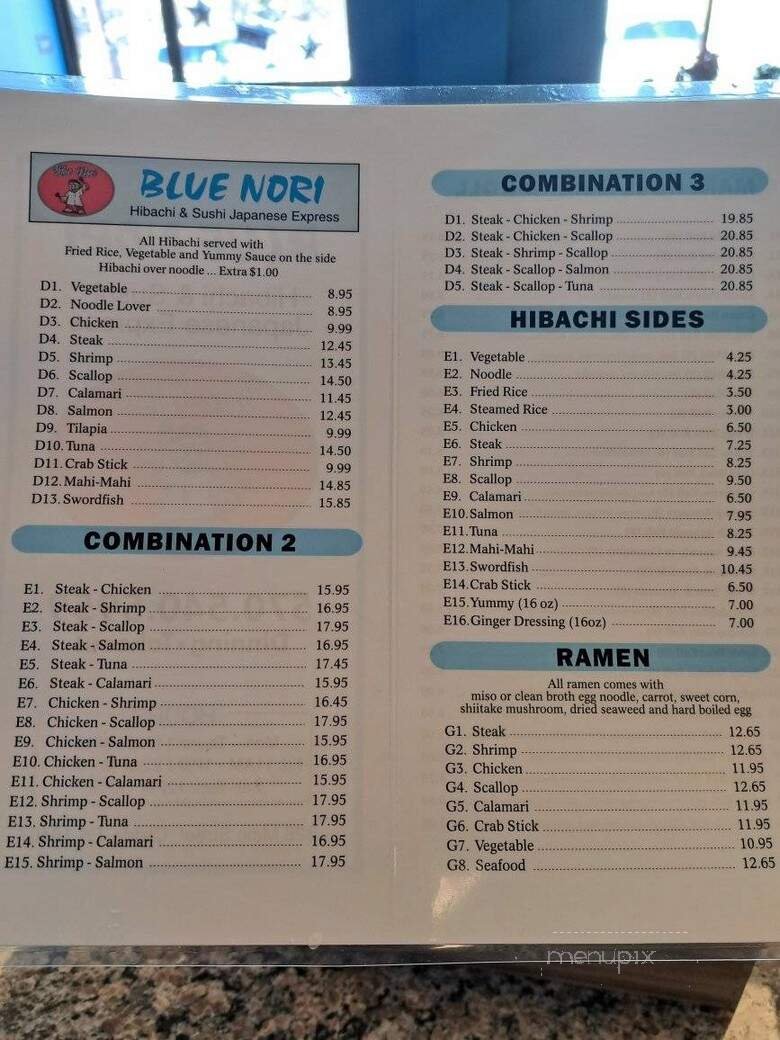 BLUE NORI
Hibachi & Sushi Japanese Express
All Hibachi served with
Fried Rice, Vegetable and Yummy Sauce on the side
Hibachi over noodle ... Extra $1.00
D1. Vegetable 8.95
D2. Noodle Lover 8.95
D3. Chicken 9.99
D4. Steak 12.45
D5. Shrimp 13.45
D6. Scallop 14.50
D7. Calamari 11.45
D8. Salmon 12.45
D9. Tilapia 9.99
D10. Tuna 14.50
D11. Crab Stick 9.99
D12. Mahi-Mahi 14.85
D13. Swordfish 15.85
COMBINATION 2
E1. Steak - Chicken 15.95
E2. Steak - Shrimp 16.95
E3. Steak - Scallop 17.95
E4. Steak - Salmon 16.95
E5. Steak - Tuna 17.45
E6. Steak - Calamari 15.95
E7. Chicken - Shrimp 16.45
E8. Chicken - Scallop 17.95
E9. Chicken - Salmon 15.95
E10. Chicken - Tuna 16.95
E11. Chicken - Calamari 15.95
E12. Shrimp - Scallop 17.95
E13. Shrimp - Tuna 17.95
E14. Shrimp - Calamari 16.95
E15. Shrimp - Salmon 17.95
COMBINATION 3
D1. Steak - Chicken - Shrimp 19.85
D2. Steak - Chicken - Scallop 20.85
D3. Steak - Shrimp - Scallop 20.85
D4. Steak - Scallop - Salmon 20.85
D5. Steak - Scallop - Tuna 20.85
HIBACHI SIDES
E1. Vegetable 4.25
E2. Noodle 4.25
E3. Fried Rice 3.50
E4. Steamed Rice 3.00
E5. Chicken 6.50
E6. Steak 7.25
E7. Shrimp 8.25
E8. Scallop 9.50
E9. Calamari 6.50
E10. Salmon 7.95
E11. Tuna 8.25
E12. Mahi-Mahi 9.45
E13. Swordfish 10.45
E14. Crab Stick 6.50
E15. Yummy (16 oz) 7.00
E16. Ginger Dressing (16oz) 7.00
RAMEN
All ramen comes with
miso or clean broth egg noodle, carrot, sweet corn,
shiitake mushroom, dried seaweed and hard boiled egg
G1. Steak 12.65
G2. Shrimp 12.65
G3. Chicken 11.95
G4. Scallop 12.65
G5. Calamari 11.95
G6. Crab Stick 11.95
G7. Vegetable 10.95
G8. Seafood 12.65
menupix